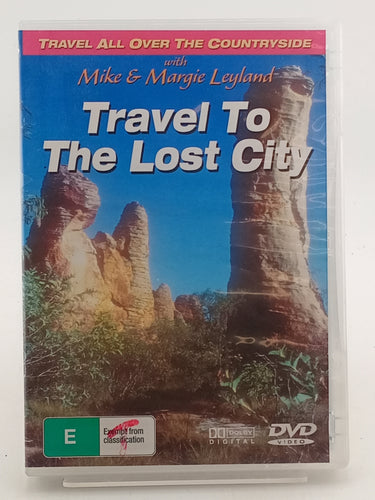 TRAVEL ALL OVER THE COUNTRYSIDE
with
Mike & Margie Leyland
Travel To
The Lost City
E
Exempt from
classification
DOLBY
DIGITAL
DVD
VIDEO